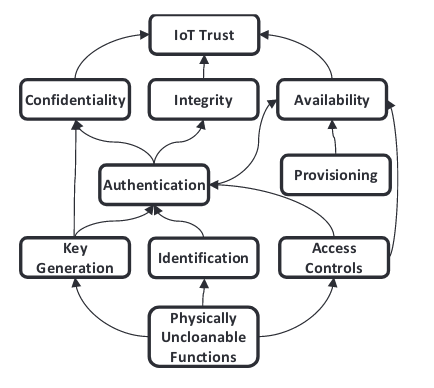 IoT Trust
Confidentiality
Integrity
Availability
Authentication
Provisioning
Key
Generation
Identification
Access
Controls
Physically
Uncloanable
Functions